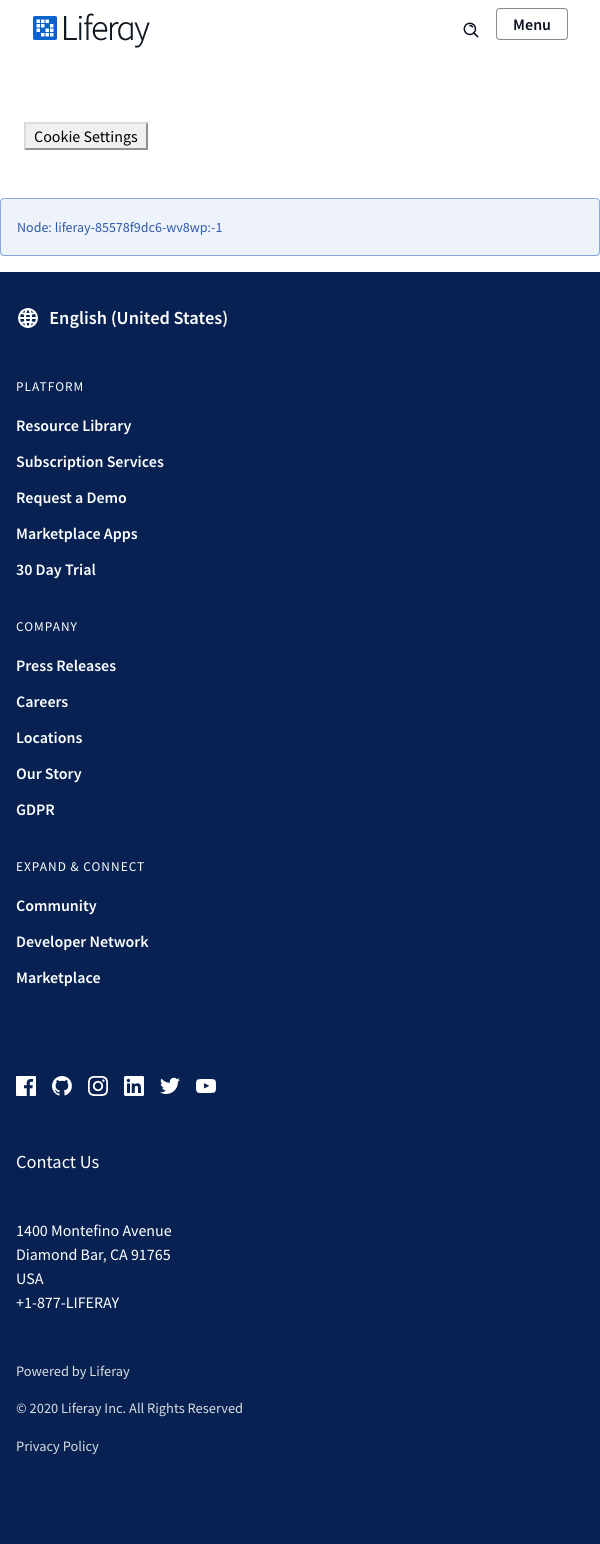 Liferay
Menu
Cookie Settings
Node: liferay-85578f9dc6-wv8wp:-1
English (United States)
PLATFORM
Resource Library
Subscription Services
Request a Demo
Marketplace Apps
30 Day Trial
COMPANY
Press Releases
Careers
Locations
Our Story
GDPR
EXPAND & CONNECT
Community
Developer Network
Marketplace
Contact Us
1400 Montefino Avenue
Diamond Bar, CA 91765
USA
+1-877-LIFERAY
Powered by Liferay
© 2020 Liferay Inc. All Rights Reserved
Privacy Policy